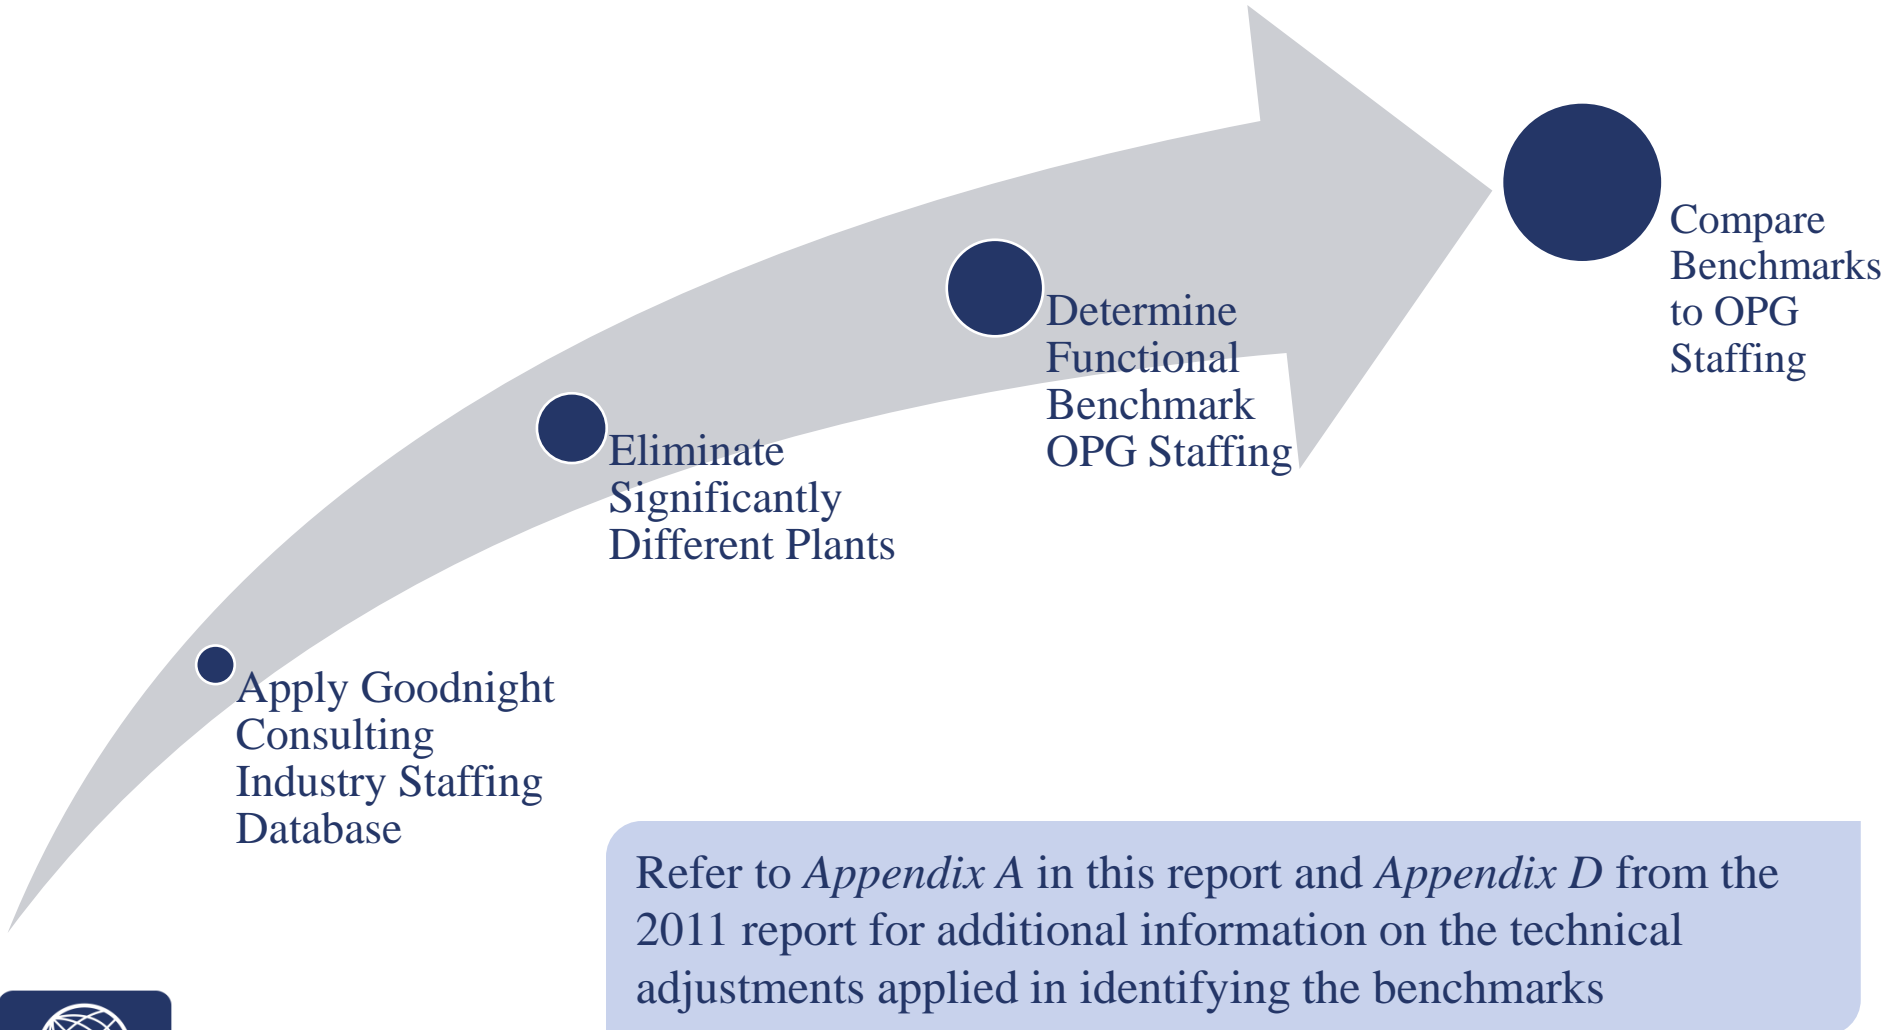 Apply Goodnight
Consulting
Industry Staffing
Database
Eliminate
Significantly
Different Plants
Determine
Functional
Benchmark
OPG Staffing
Compare
Benchmarks
to OPG
Staffing
Refer to Appendix A in this report and Appendix D from the
2011 report for additional information on the technical
adjustments applied in identifying the benchmarks